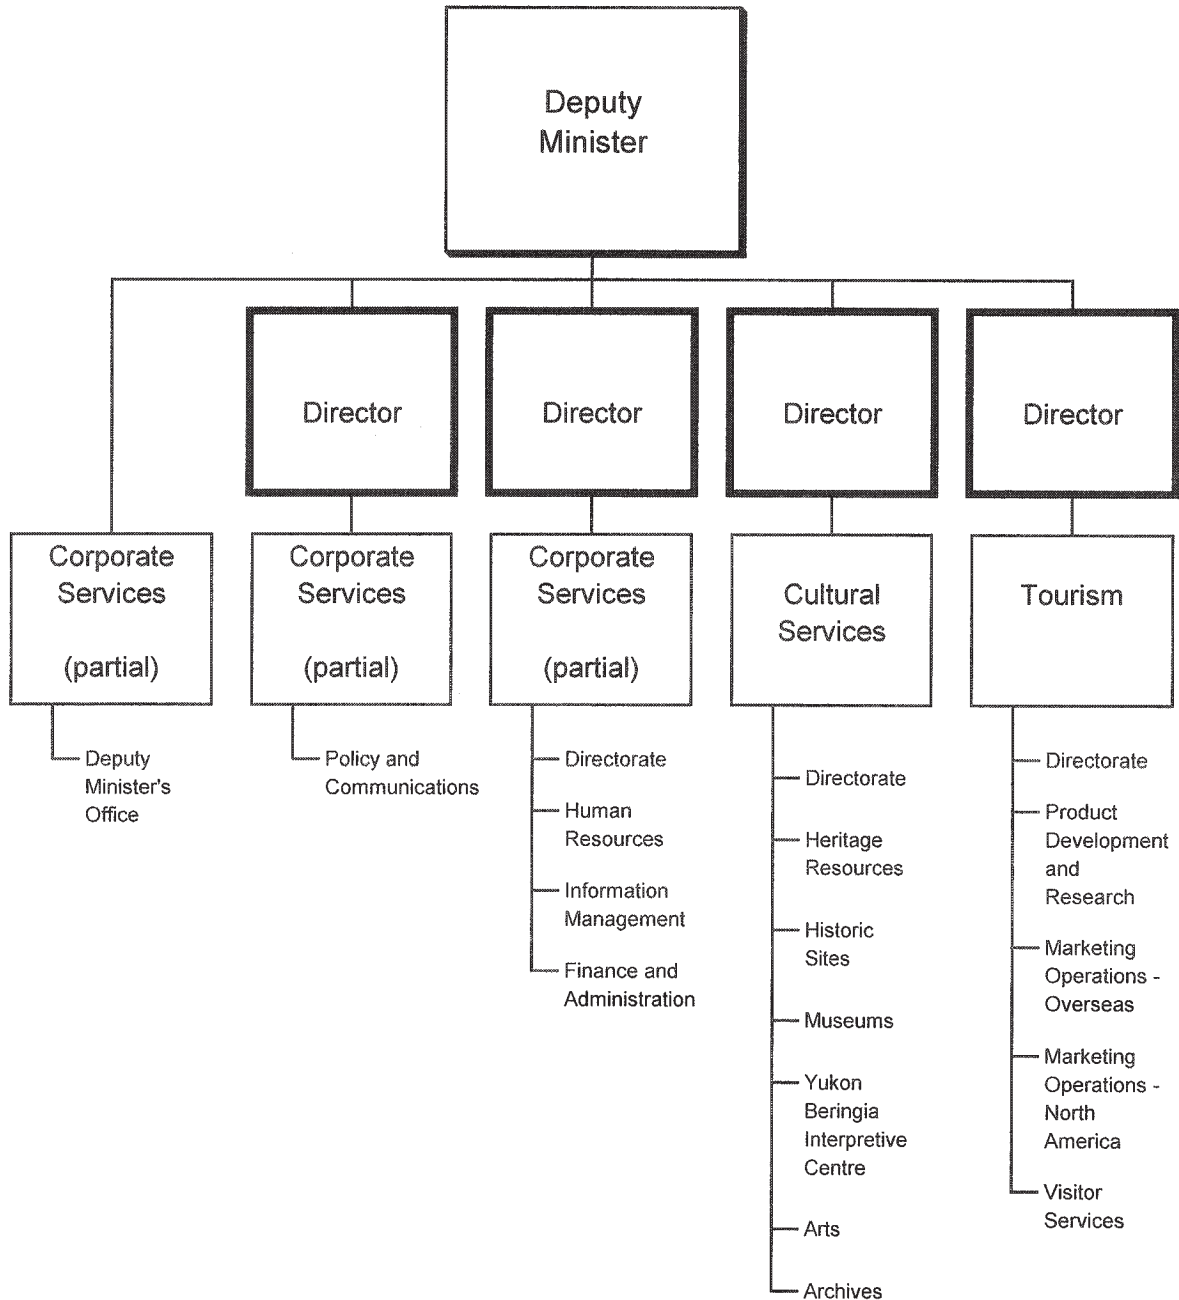 Deputy
Minister
Director
Director
Director
Director
Corporate
Services
(partial)
Corporate
Services
(partial)
Corporate
Services
(partial)
Cultural
Services
Tourism
Deputy
Minister's
Office
Policy and
Communications
Directorate
Human
Resources
Information
Management
Finance and
Administration
Directorate
Heritage
Resources
Historic
Sites
Museums
Yukon
Beringia
Interpretive
Centre
Arts
Archives
Directorate
Product
Development
and
Research
Marketing
Operations -
Overseas
Marketing
Operations -
North
America
Visitor
Services